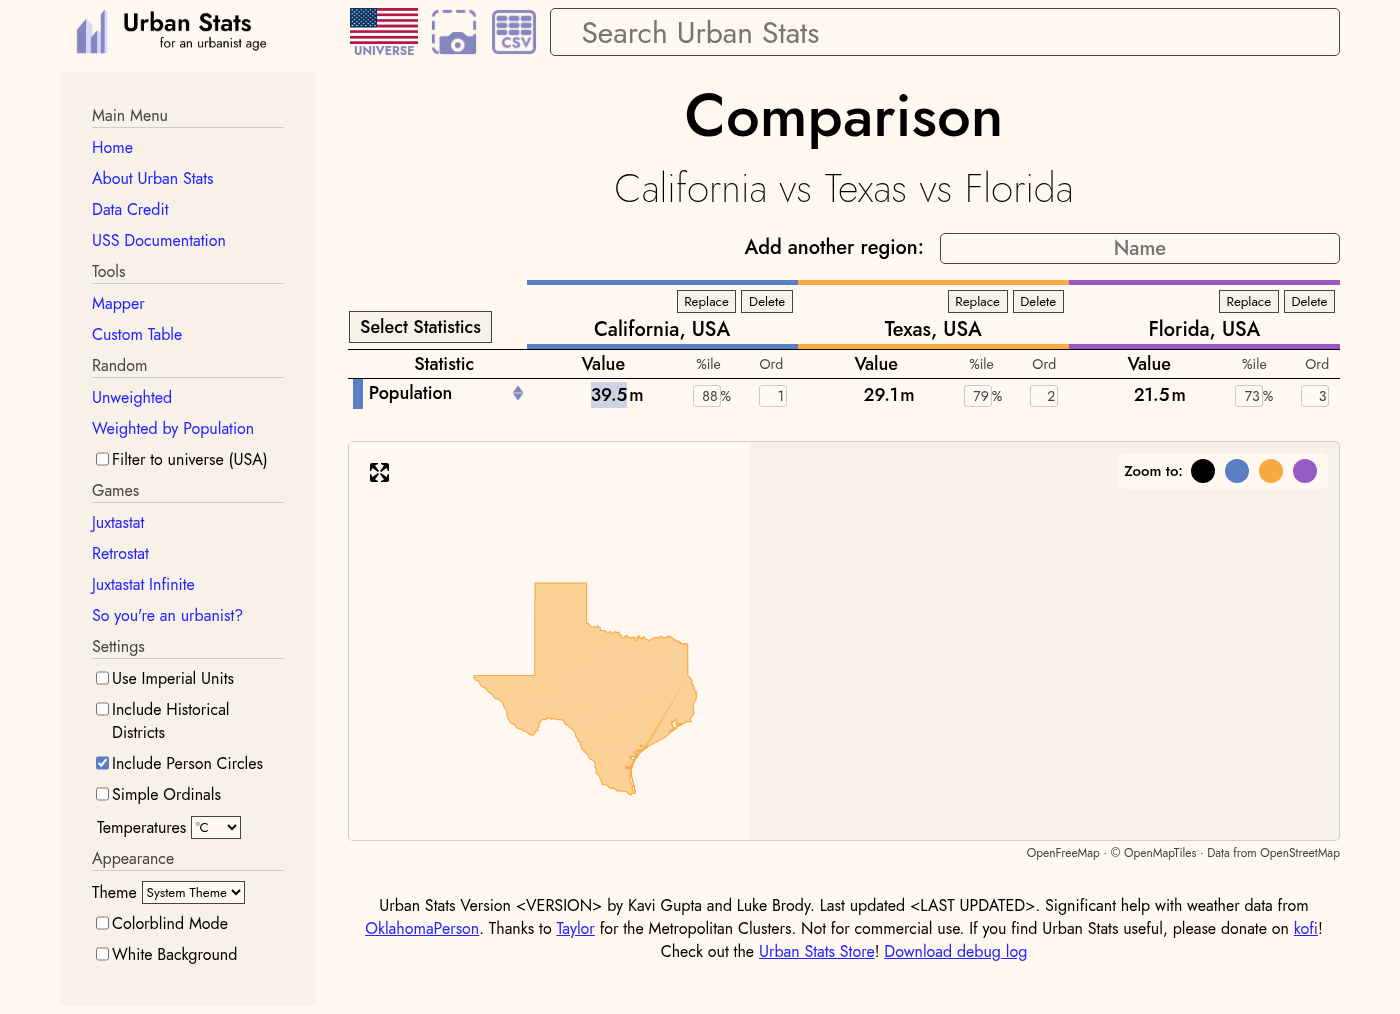 Urban Stats
for an urbanist age
UNIVERSE
CSV
Search Urban Stats
Main Menu
Home
About Urban Stats
Data Credit
USS Documentation
Tools
Mapper
Custom Table
Random
Unweighted
Weighted by Population
Filter to universe (USA)
Games
Juxtastat
Retrostat
Juxtastat Infinite
So you're an urbanist?
Settings
Use Imperial Units
Include Historical
Districts
Include Person Circles
Simple Ordinals
Temperatures °C
Appearance
Theme System Theme
Colorblind Mode
White Background
Comparison
California vs Texas vs Florida
Add another region: Name
Replace Delete Replace Delete Replace Delete
Select Statistics California, USA Texas, USA Florida, USA
Statistic Value %ile Ord Value %ile Ord Value %ile Ord
Population 39.5m 88% 1 29.1m 79% 2 21.5m 73% 3
Zoom to:
OpenFreeMap · © OpenMapTiles · Data from OpenStreetMap
Urban Stats Version <VERSION> by Kavi Gupta and Luke Brody. Last updated <LAST UPDATED>. Significant help with weather data from
OklahomaPerson. Thanks to Taylor for the Metropolitan Clusters. Not for commercial use. If you find Urban Stats useful, please donate on kofi!
Check out the Urban Stats Store! Download debug log